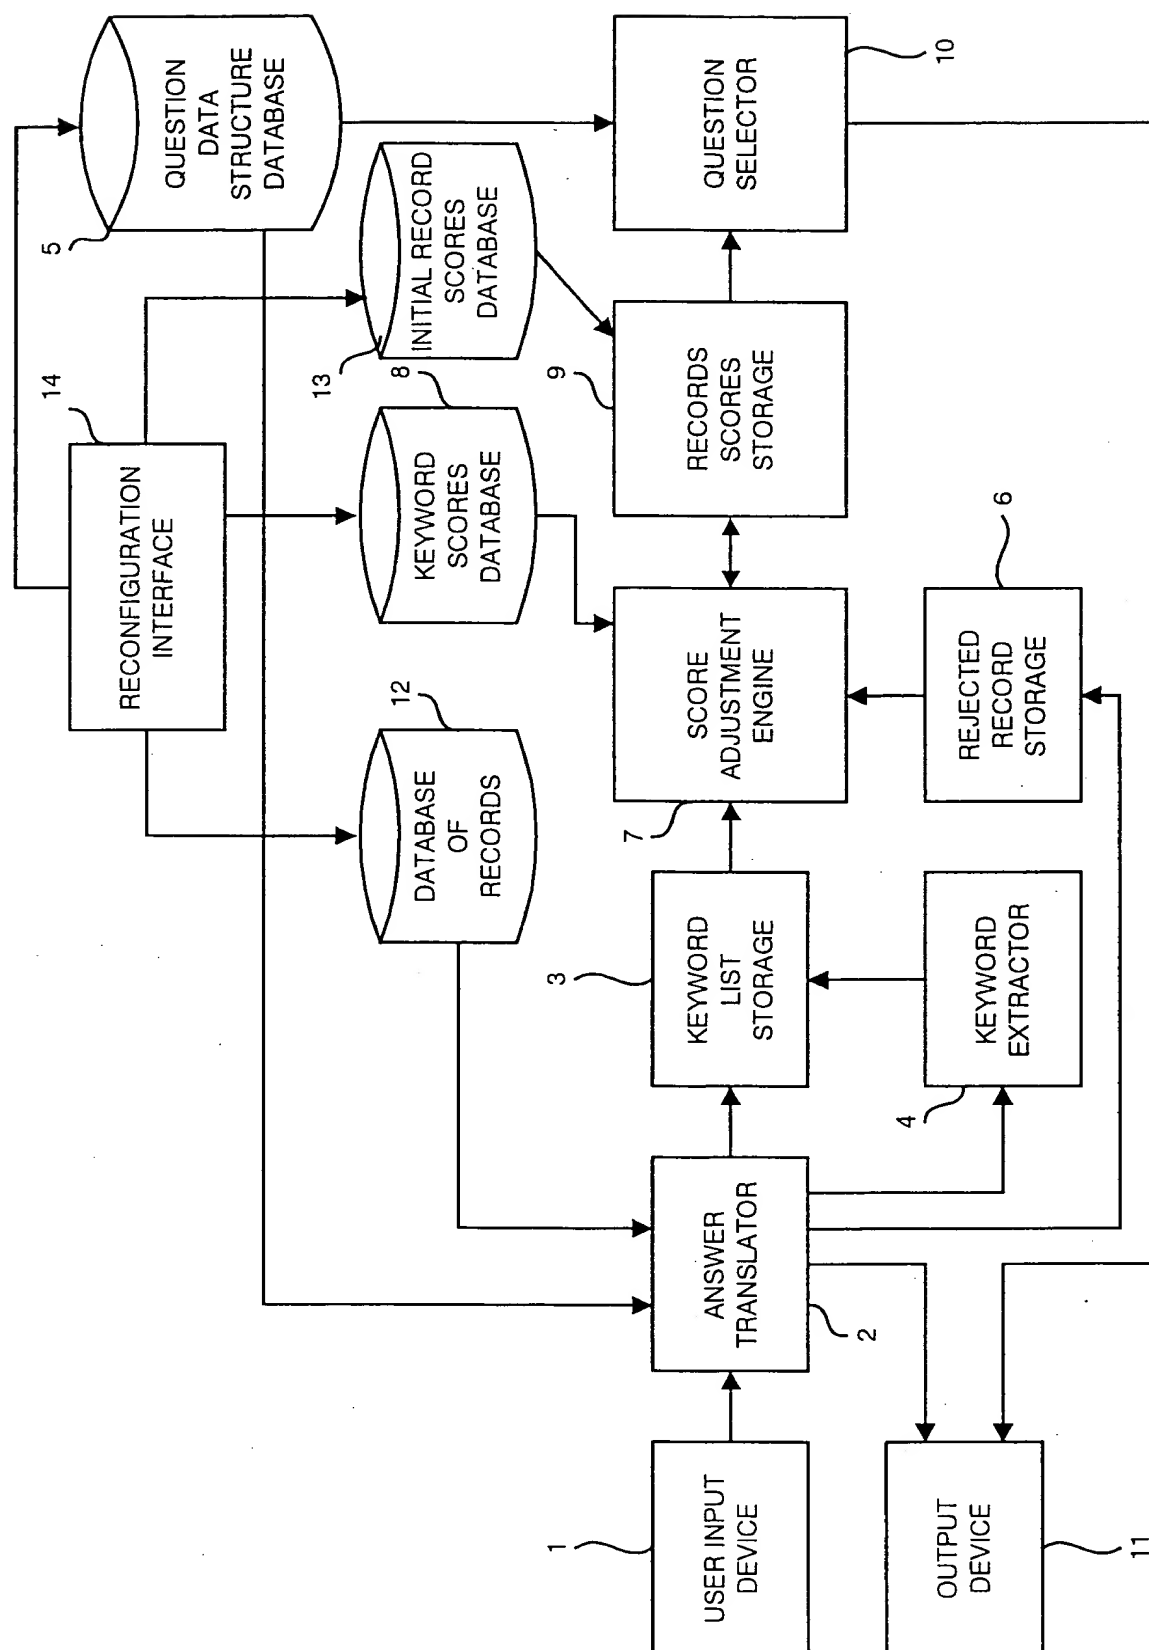 14
RECONFIGURATION
INTERFACE
5
QUESTION
DATA
STRUCTURE
DATABASE
12
DATABASE
OF
RECORDS
8
KEYWORD
SCORES
DATABASE
13
INITIAL RECORD
SCORES
DATABASE
1
USER INPUT
DEVICE
2
ANSWER
TRANSLATOR
3
KEYWORD
LIST
STORAGE
7
SCORE
ADJUSTMENT
ENGINE
9
RECORDS
SCORES
STORAGE
10
QUESTION
SELECTOR
11
OUTPUT
DEVICE
4
KEYWORD
EXTRACTOR
6
REJECTED
RECORD
STORAGE